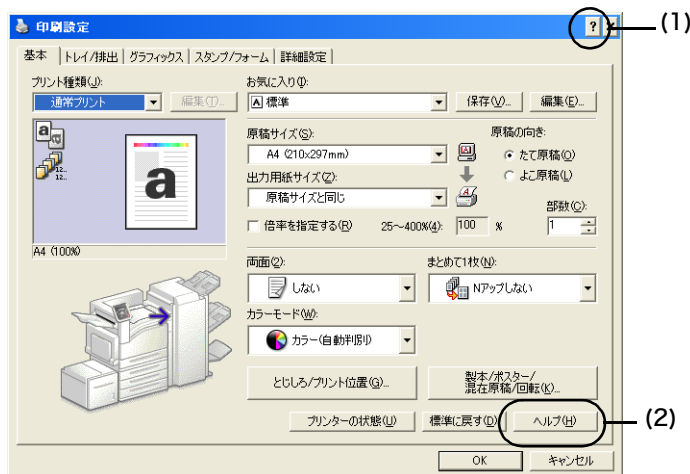 印刷設定
?
(1)
基本 トレイ/排出 グラフィックス スタンプ/フォーム 詳細設定
プリント種類(J):
通常プリント
編集(T)...
お気に入り(I):
A 標準
保存(V)...
編集(E)...
原稿サイズ(S):
A4 (210x297mm)
原稿の向き:
たて原稿(O)
よこ原稿(L)
出力用紙サイズ(Z):
原稿サイズと同じ
部数(C):
1
倍率を指定する(R)
25～400%(4):
100
%
a
a
12..
12..
a
A4 (100%)
両面(2):
しない
まとめて1枚(N):
Nアップしない
カラーモード(W):
カラー(自動判別)
とじしろ/プリント位置(G)...
製本/ポスター/
混在原稿/回転(K)...
プリンターの状態(U)
標準に戻す(D)
ヘルプ(H)
(2)
OK
キャンセル